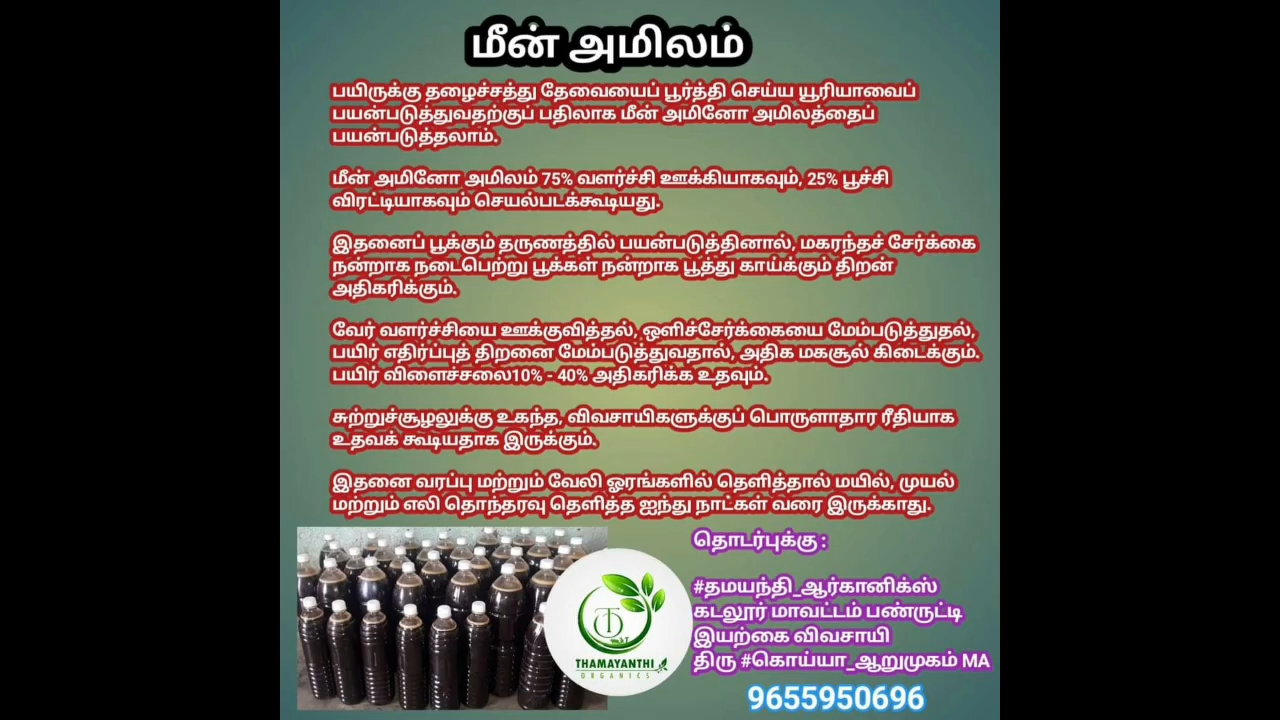 மீன் அமிலம்
பயிருக்கு தழைச்சத்து தேவையைப் பூர்த்தி செய்ய யூரியாவைப்
பயன்படுத்துவதற்குப் பதிலாக மீன் அமினோ அமிலத்தைப்
பயன்படுத்தலாம்.
மீன் அமினோ அமிலம் 75% வளர்ச்சி ஊக்கியாகவும், 25% பூச்சி
விரட்டியாகவும் செயல்படக்கூடியது.
இதனைப் பூக்கும் தருணத்தில் பயன்படுத்தினால், மகரந்தச் சேர்க்கை
நன்றாக நடைபெற்று பூக்கள் நன்றாக பூத்து காய்க்கும் திறன்
அதிகரிக்கும்.
வேர் வளர்ச்சியை ஊக்குவித்தல், ஒளிச்சேர்க்கையை மேம்படுத்துதல்,
பயிர் எதிர்ப்புத் திறனை மேம்படுத்துவதால், அதிக மகசூல் கிடைக்கும்.
பயிர் விளைச்சலை10% - 40% அதிகரிக்க உதவும்.
சுற்றுச்சூழலுக்கு உகந்த, விவசாயிகளுக்குப் பொருளாதார ரீதியாக
உதவக் கூடியதாக இருக்கும்.
இதனை வரப்பு மற்றும் வேலி ஓரங்களில் தெளித்தால் மயில், முயல்
மற்றும் எலி தொந்தரவு தெளித்த ஐந்து நாட்கள் வரை இருக்காது.
தொடர்புக்கு :
#தமயந்தி_ஆர்கானிக்ஸ்
கடலூர் மாவட்டம் பண்ருட்டி
இயற்கை விவசாயி
திரு #கொய்யா_ஆறுமுகம் MA
9655950696
THAMAYANTHI
ORGANICS